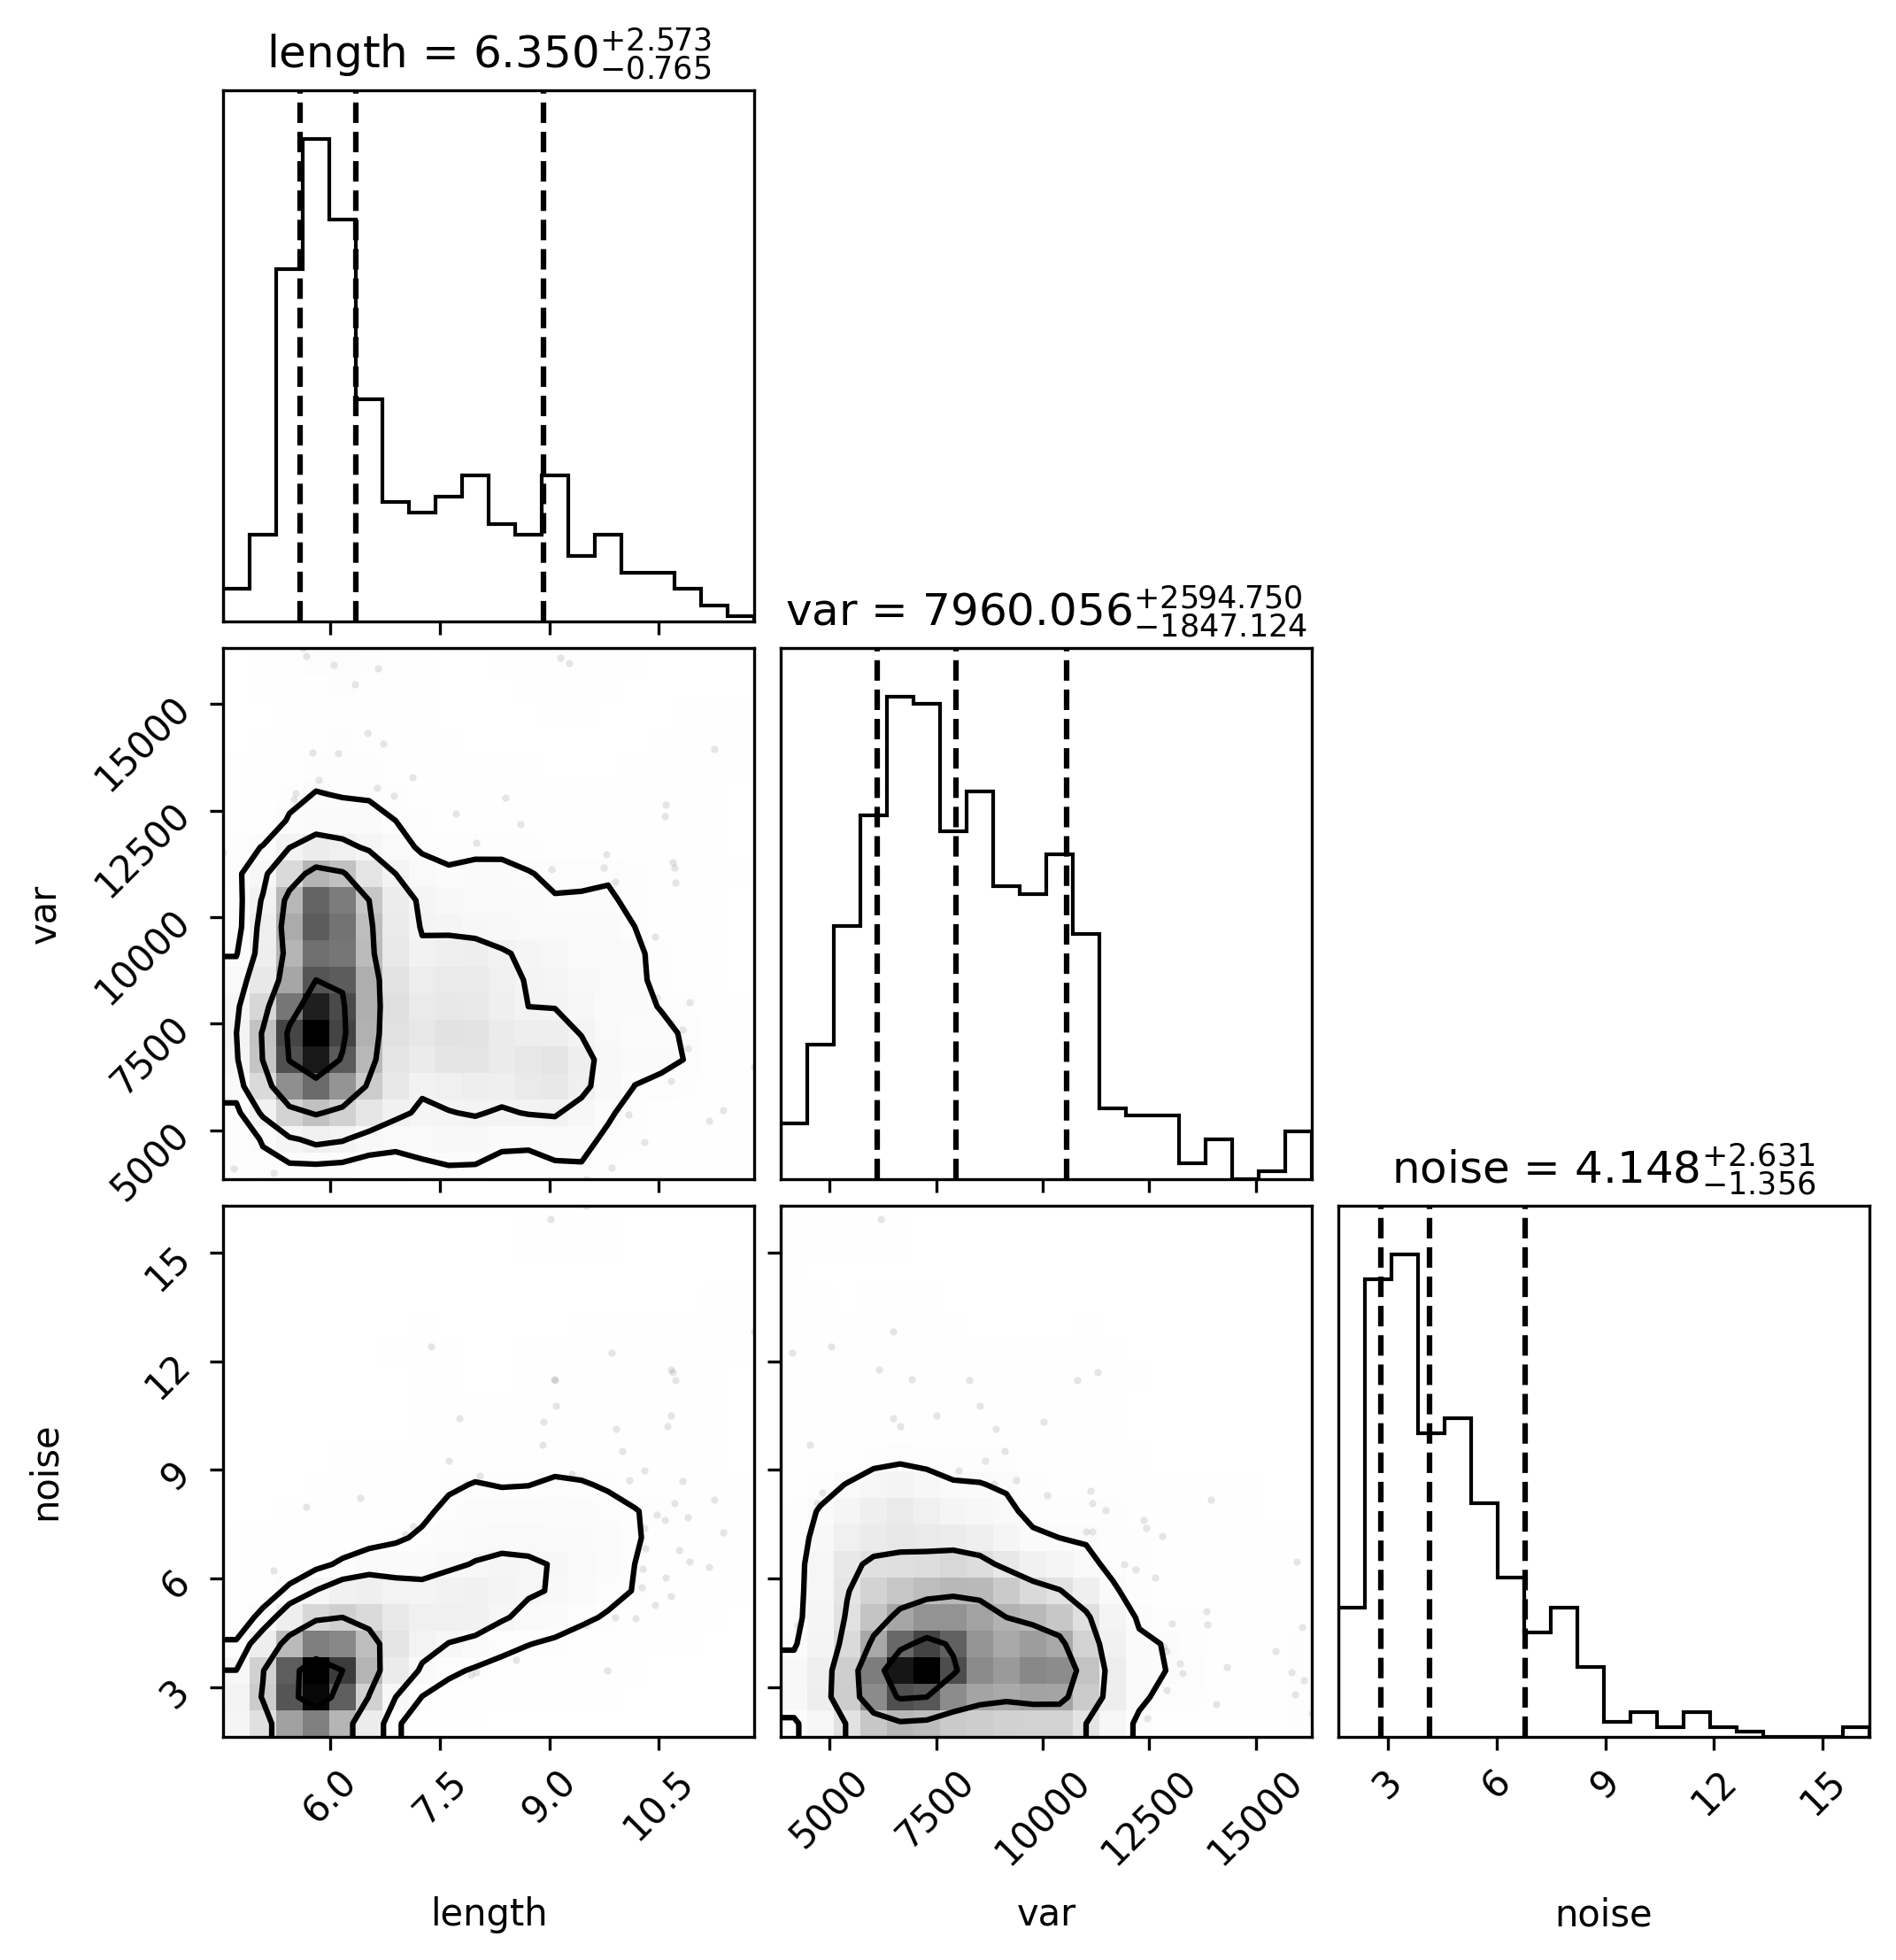 length = 6.350 +2.573 −0.765
var = 7960.056 +2594.750 −1847.124
15000
12500
10000
7500
5000
var
noise = 4.148 +2.631 −1.356
15
12
9
6
3
noise
6.0 7.5 9.0 10.5
5000 7500 10000 12500 15000
3 6 9 12 15
length
var
noise